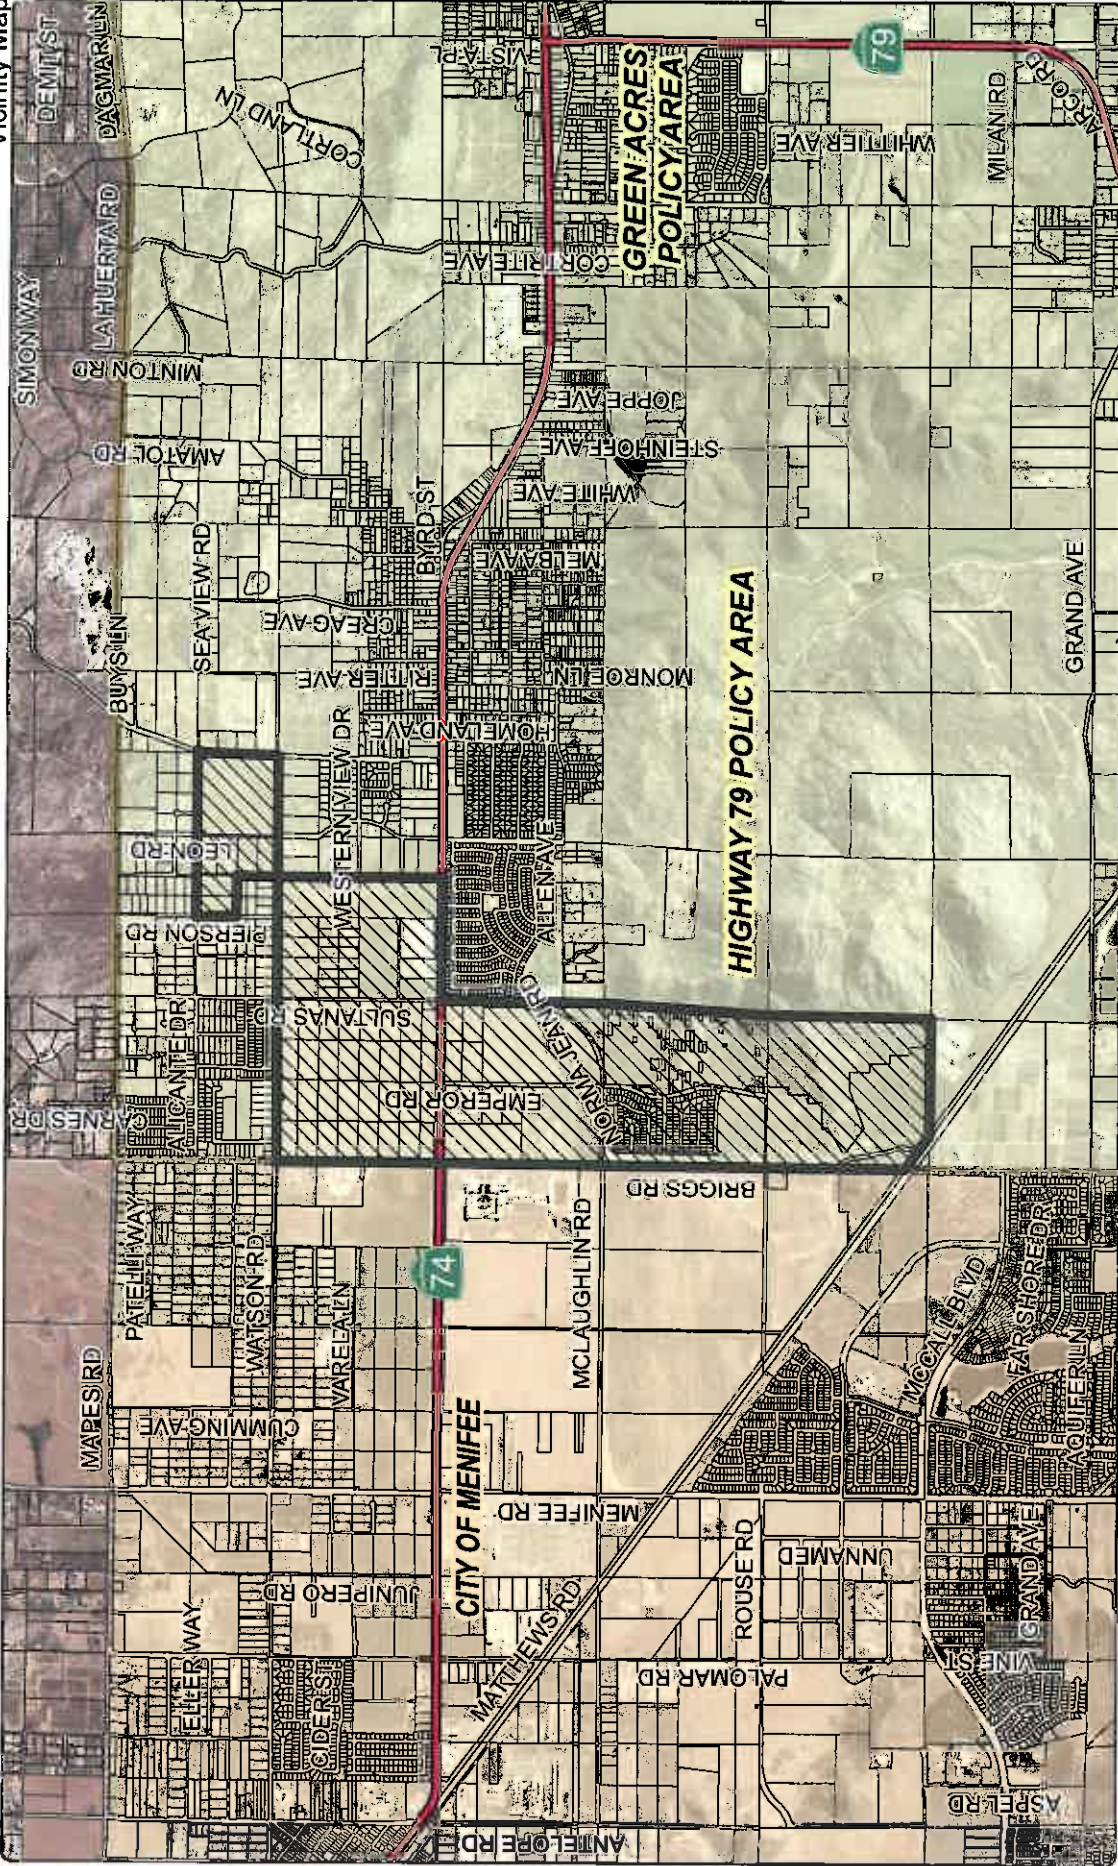 Vicinity Map
DEMIT ST
DAGMAR LN
SIMON WAY
LA HUERTA RD
MINTON RD
CORTLAND LN
VISTA PL
AMATOL RD
CORRITE AVE
GREEN ACRES
POLICY AREA
79
WHITTIER AVE
MILAN RD
ARCO RD
JOPPE AVE
STEINHOFF AVE
WHITE AVE
BYRD ST
MELBA AVE
SEA VIEW RD
BUYS LN
CREAG AVE
RITTER AVE
MONROE LN
HOMELAND AVE
WESTERN VIEW DR
GRAND AVE
HIGHWAY 79 POLICY AREA
LEON RD
PIERSON RD
ALLEN AVE
SULTANAS RD
NORMA JEAN RD
EMPEROR RD
ALICANTE DR
CARNES DR
BRIGGS RD
PATELLI WAY
WATSON RD
VARELA LN
74
MCLAUGHLIN RD
MCCALL BLVD
FAR SHORE DR
AQUIFER LN
MAPES RD
CUMMING AVE
CITY OF MENIFEE
MENIFEE RD
JUNIPERO RD
ELLER WAY
CIDER ST
MATTHEWS RD
ROUSE RD
UNNAMED
PALOMAR RD
GRAND AVE
VINE ST
ASPEL RD
ANTELOPE RD